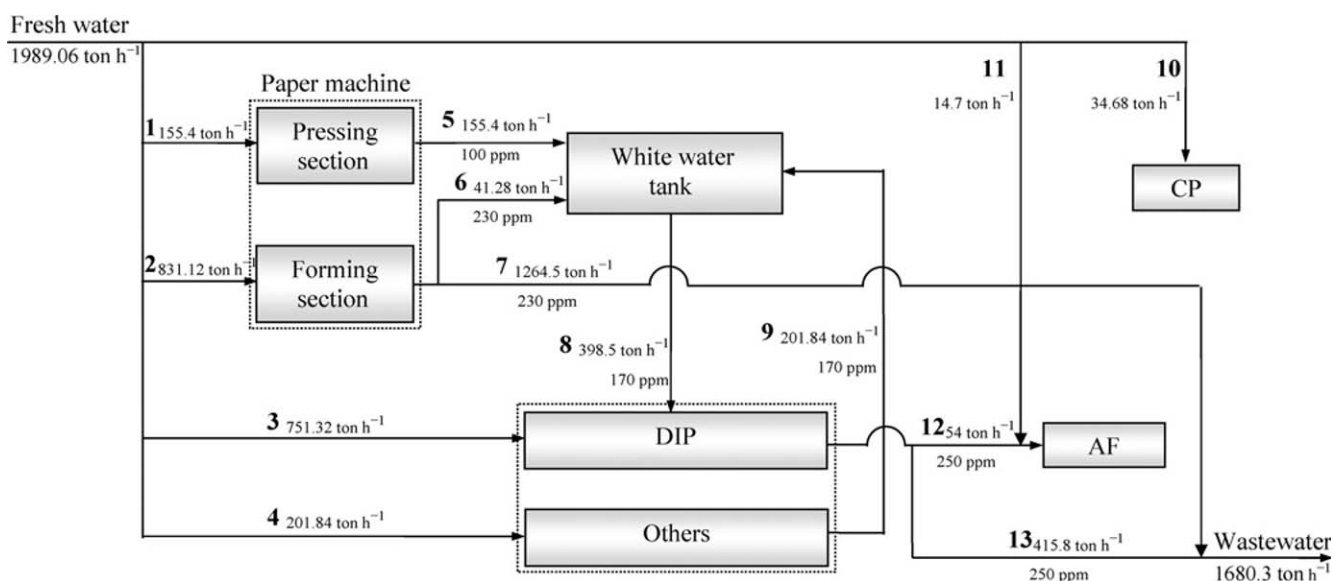 Fresh water
1989.06 ton h⁻¹
Paper machine
1 155.4 ton h⁻¹
Pressing
section
5 155.4 ton h⁻¹
100 ppm
6 41.28 ton h⁻¹
230 ppm
White water
tank
11
14.7 ton h⁻¹
10
34.68 ton h⁻¹
CP
2 831.12 ton h⁻¹
Forming
section
7 1264.5 ton h⁻¹
230 ppm
8 398.5 ton h⁻¹
170 ppm
9 201.84 ton h⁻¹
170 ppm
3 751.32 ton h⁻¹
DIP
12 54 ton h⁻¹
250 ppm
AF
4 201.84 ton h⁻¹
Others
13 415.8 ton h⁻¹
250 ppm
Wastewater
1680.3 ton h⁻¹